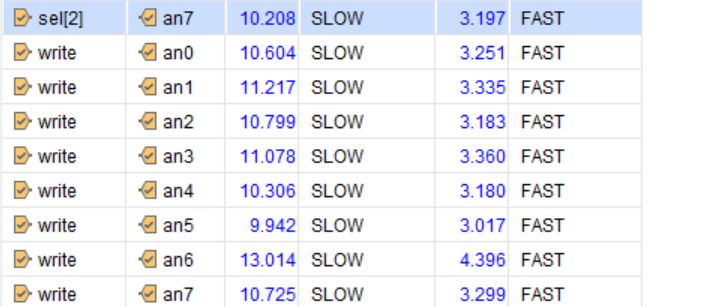 sel[2] an7 10.208 SLOW 3.197 FAST
write an0 10.604 SLOW 3.251 FAST
write an1 11.217 SLOW 3.335 FAST
write an2 10.799 SLOW 3.183 FAST
write an3 11.078 SLOW 3.360 FAST
write an4 10.306 SLOW 3.180 FAST
write an5 9.942 SLOW 3.017 FAST
write an6 13.014 SLOW 4.396 FAST
write an7 10.725 SLOW 3.299 FAST